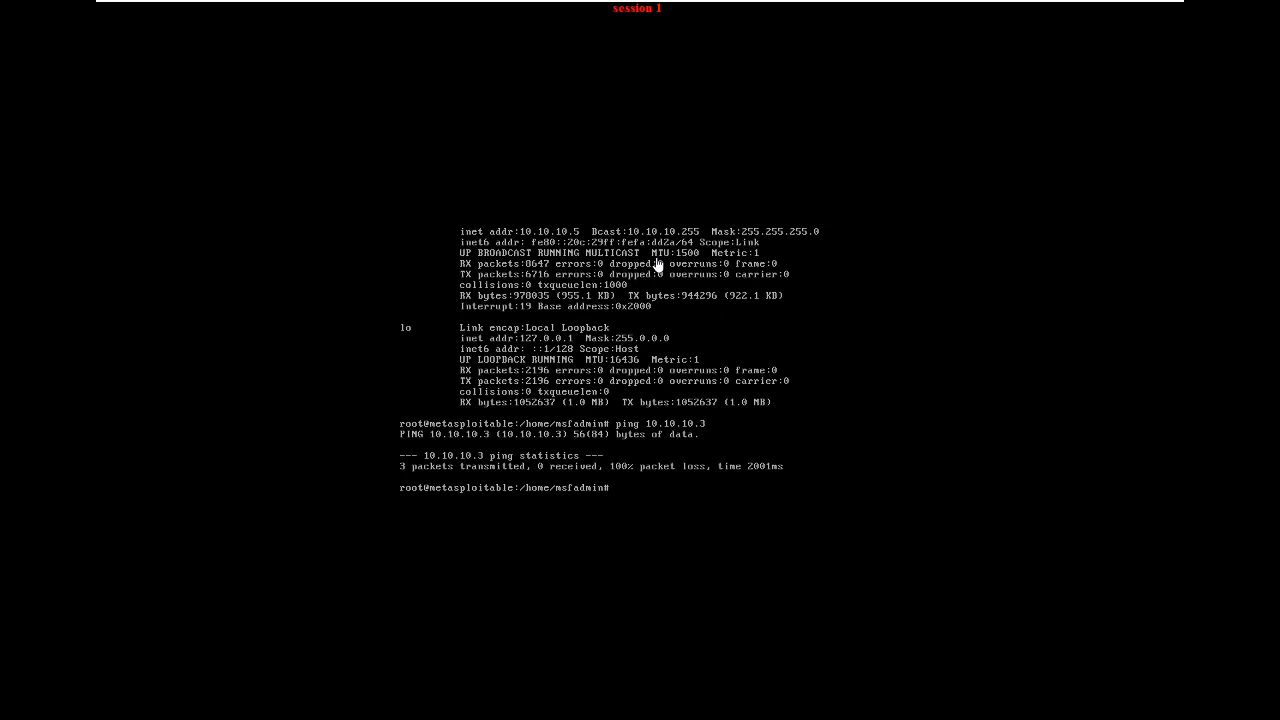 session 1
inet addr:10.10.10.5 Bcast:10.10.10.255 Mask:255.255.255.0
inet6 addr: fe80::20c:29ff:fefa:dd2a/64 Scope:Link
UP BROADCAST RUNNING MULTICAST MTU:1500 Metric:1
RX packets:8647 errors:0 dropped:0 overruns:0 frame:0
TX packets:6716 errors:0 dropped:0 overruns:0 carrier:0
collisions:0 txqueuelen:1000
RX bytes:978035 (955.1 KB) TX bytes:944296 (922.1 KB)
Interrupt:19 Base address:0x2000
lo Link encap:Local Loopback
inet addr:127.0.0.1 Mask:255.0.0.0
inet6 addr: ::1/128 Scope:Host
UP LOOPBACK RUNNING MTU:16436 Metric:1
RX packets:2196 errors:0 dropped:0 overruns:0 frame:0
TX packets:2196 errors:0 dropped:0 overruns:0 carrier:0
collisions:0 txqueuelen:0
RX bytes:1052637 (1.0 MB) TX bytes:1052637 (1.0 MB)
root@metasploitable:/home/msfadmin# ping 10.10.10.3
PING 10.10.10.3 (10.10.10.3) 56(84) bytes of data.
--- 10.10.10.3 ping statistics ---
3 packets transmitted, 0 received, 100% packet loss, time 2001ms
root@metasploitable:/home/msfadmin#